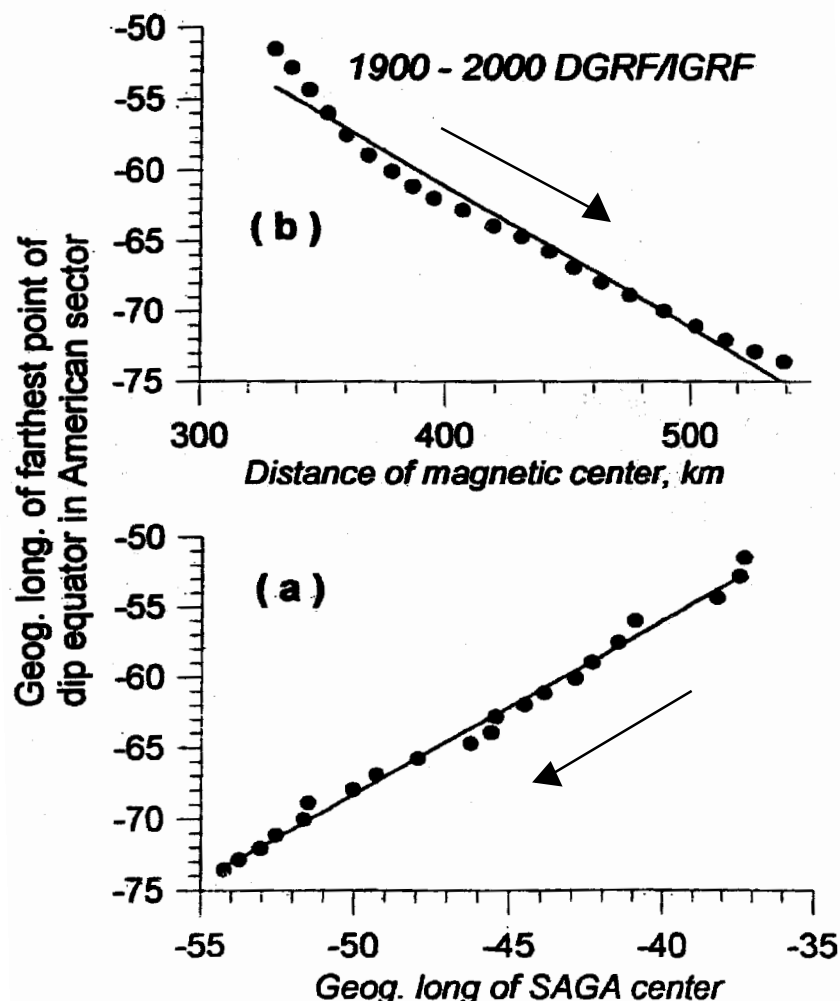 Geog. long. of farthest point of
dip equator in American sector
1900 - 2000 DGRF/IGRF
( b )
-50
-55
-60
-65
-70
-75
300 400 500
Distance of magnetic center, km
( a )
-50
-55
-60
-65
-70
-75
-55 -50 -45 -40 -35
Geog. long of SAGA center